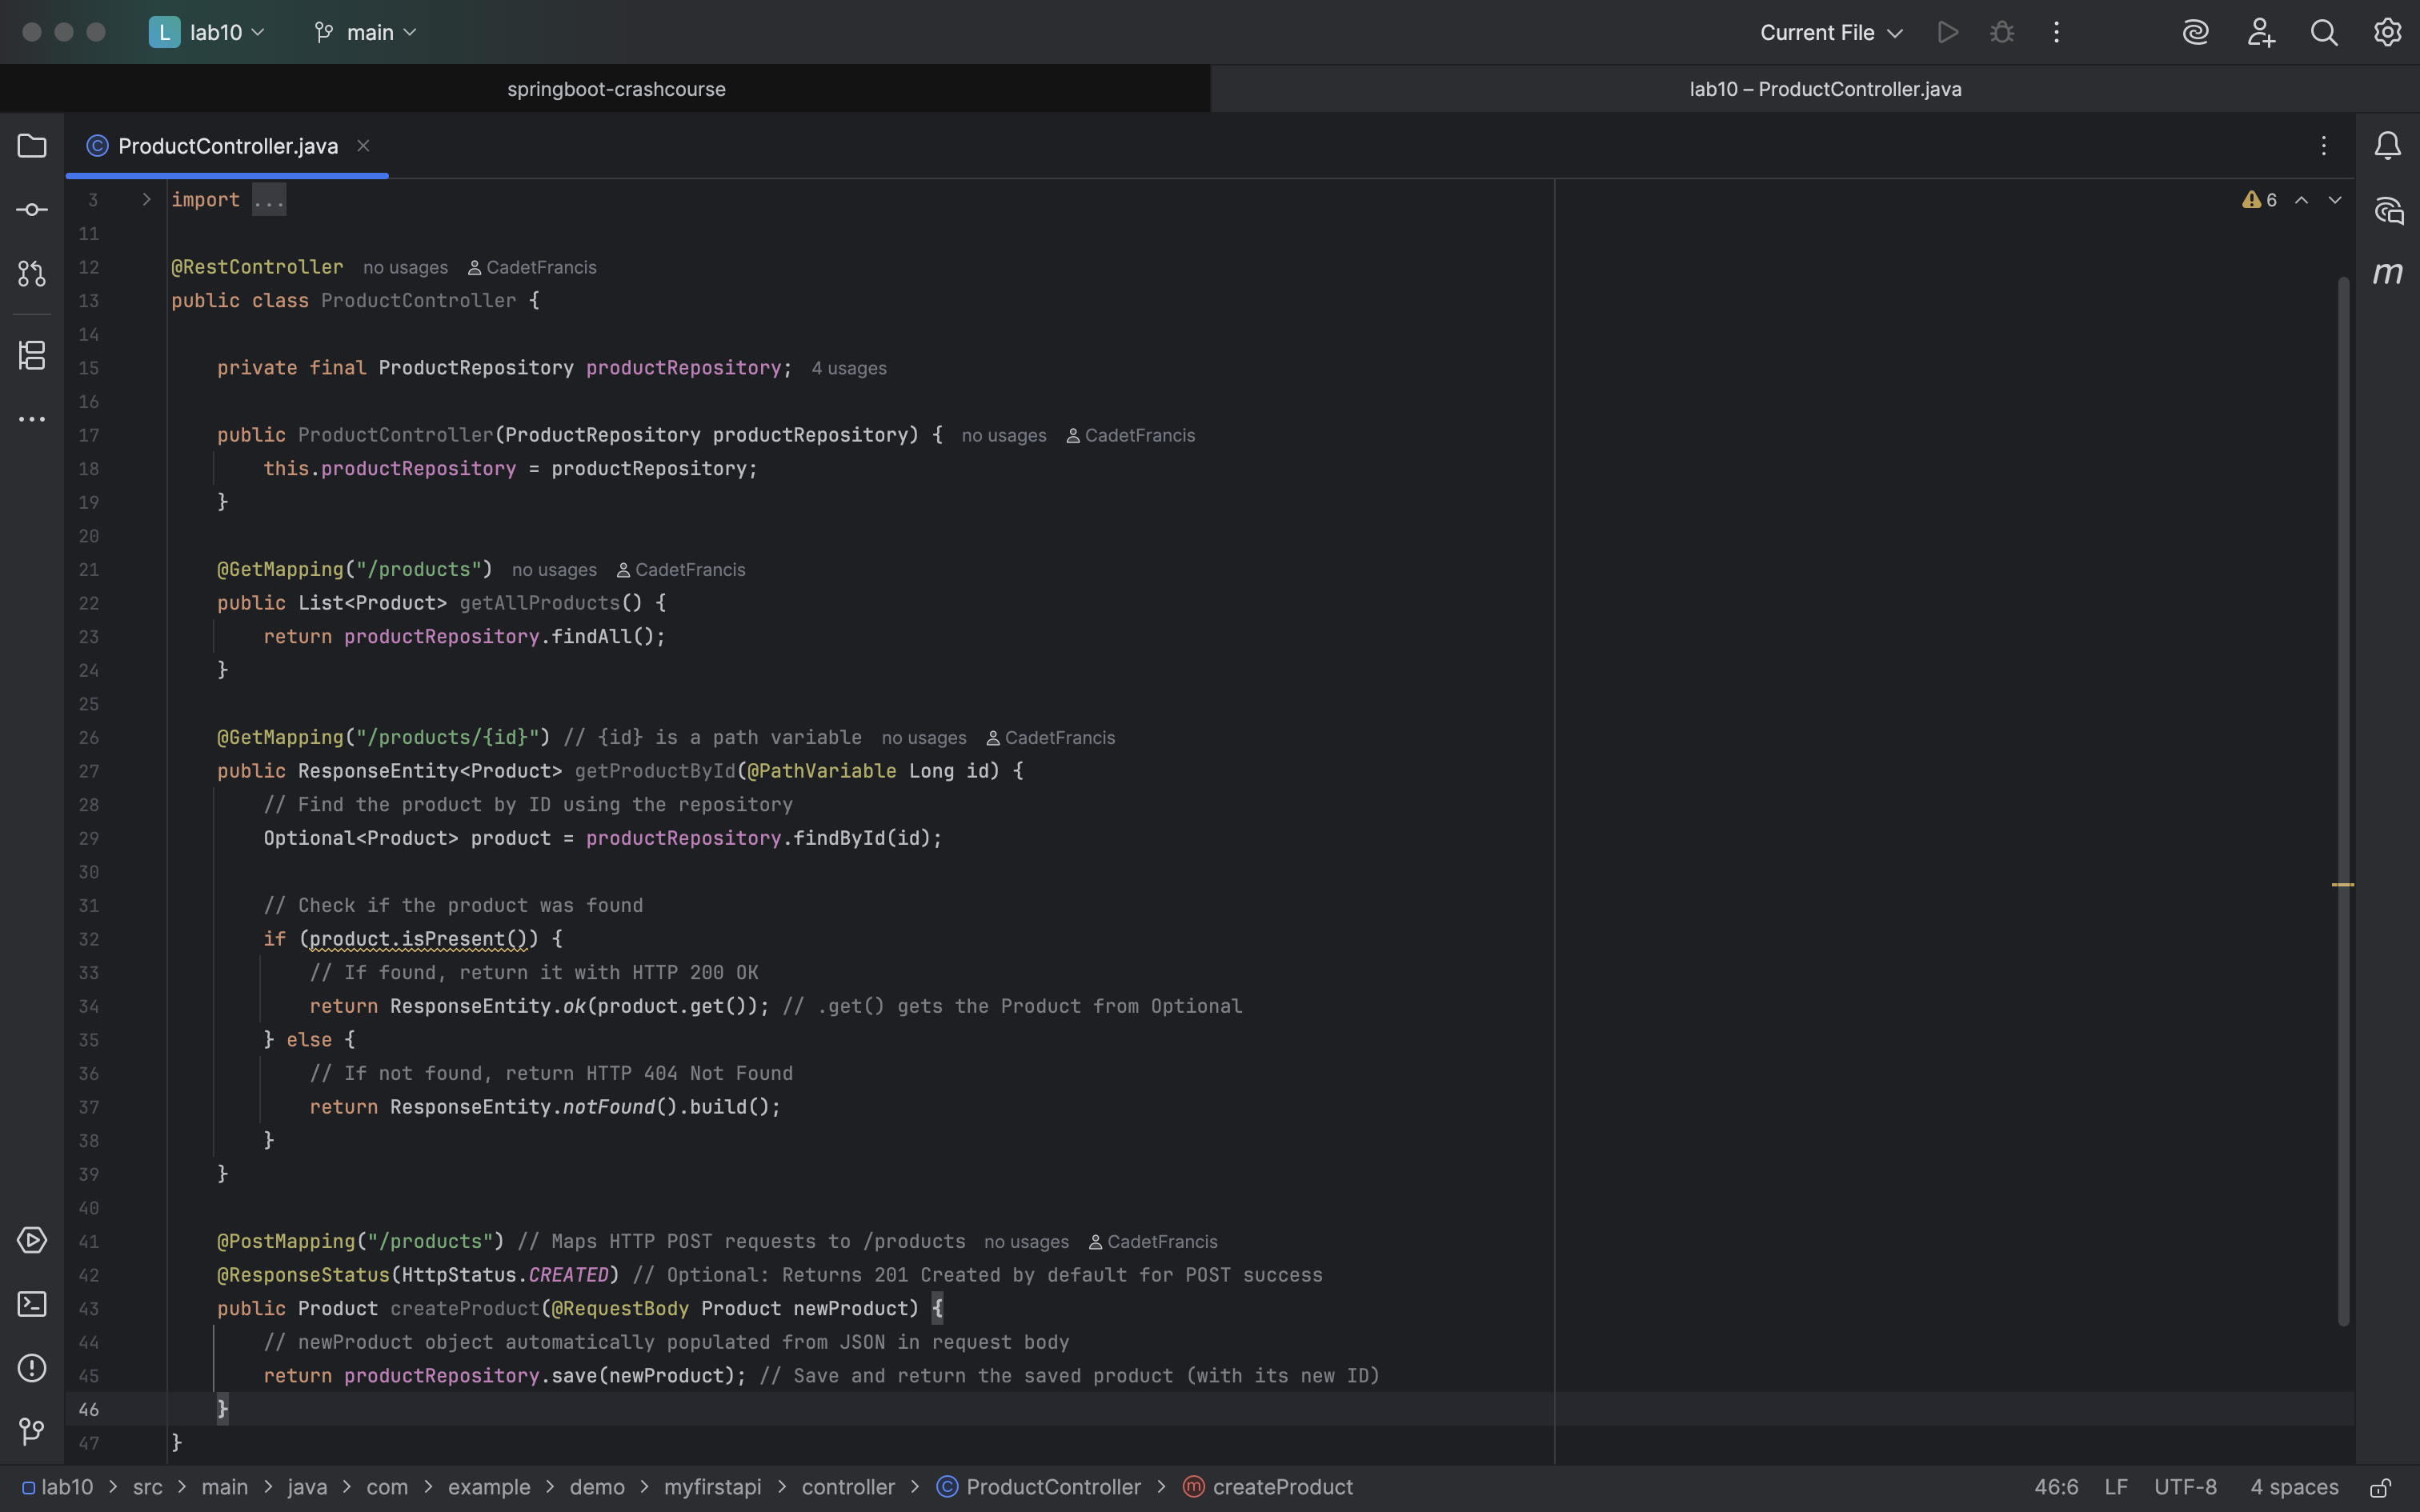 L lab10 main Current File
springboot-crashcourse lab10 – ProductController.java
ProductController.java
3 import ... 6
11
12 @RestController no usages CadetFrancis
13 public class ProductController {
14
15 private final ProductRepository productRepository; 4 usages
16
17 public ProductController(ProductRepository productRepository) { no usages CadetFrancis
18 this.productRepository = productRepository;
19 }
20
21 @GetMapping("/products") no usages CadetFrancis
22 public List<Product> getAllProducts() {
23 return productRepository.findAll();
24 }
25
26 @GetMapping("/products/{id}") // {id} is a path variable no usages CadetFrancis
27 public ResponseEntity<Product> getProductById(@PathVariable Long id) {
28 // Find the product by ID using the repository
29 Optional<Product> product = productRepository.findById(id);
30
31 // Check if the product was found
32 if (product.isPresent()) {
33 // If found, return it with HTTP 200 OK
34 return ResponseEntity.ok(product.get()); // .get() gets the Product from Optional
35 } else {
36 // If not found, return HTTP 404 Not Found
37 return ResponseEntity.notFound().build();
38 }
39 }
40
41 @PostMapping("/products") // Maps HTTP POST requests to /products no usages CadetFrancis
42 @ResponseStatus(HttpStatus.CREATED) // Optional: Returns 201 Created by default for POST success
43 public Product createProduct(@RequestBody Product newProduct) {
44 // newProduct object automatically populated from JSON in request body
45 return productRepository.save(newProduct); // Save and return the saved product (with its new ID)
46 }
47 }
lab10 > src > main > java > com > example > demo > myfirstapi > controller > ProductController > createProduct 46:6 LF UTF-8 4 spaces